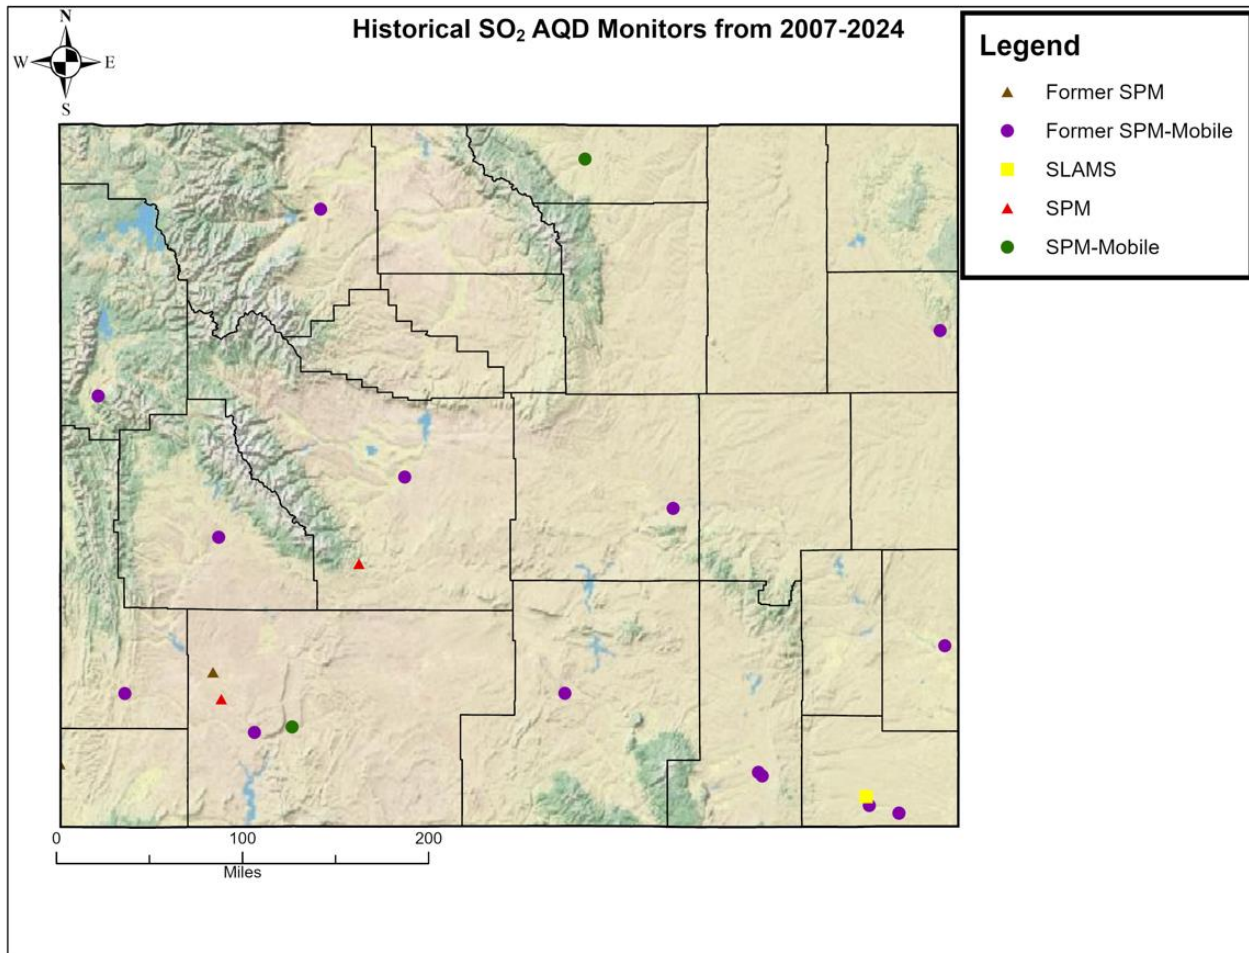 Historical SO₂ AQD Monitors from 2007-2024
N
W E
S
Legend
Former SPM
Former SPM-Mobile
SLAMS
SPM
SPM-Mobile
0 100 200
Miles